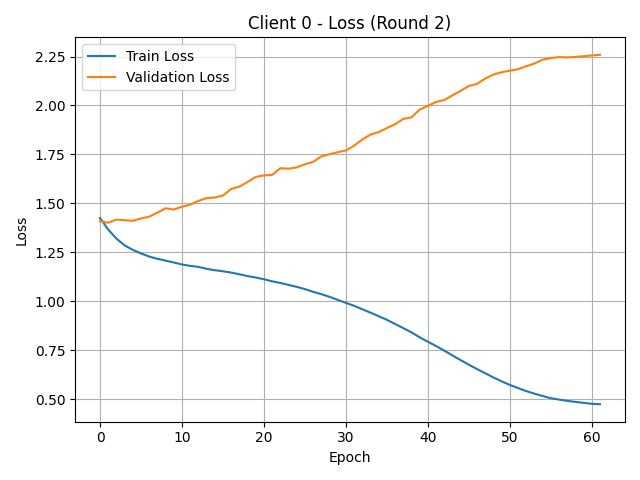 Client 0 - Loss (Round 2)
Train Loss
Validation Loss
2.25
2.00
1.75
1.50
1.25
1.00
0.75
0.50
Loss
0 10 20 30 40 50 60
Epoch